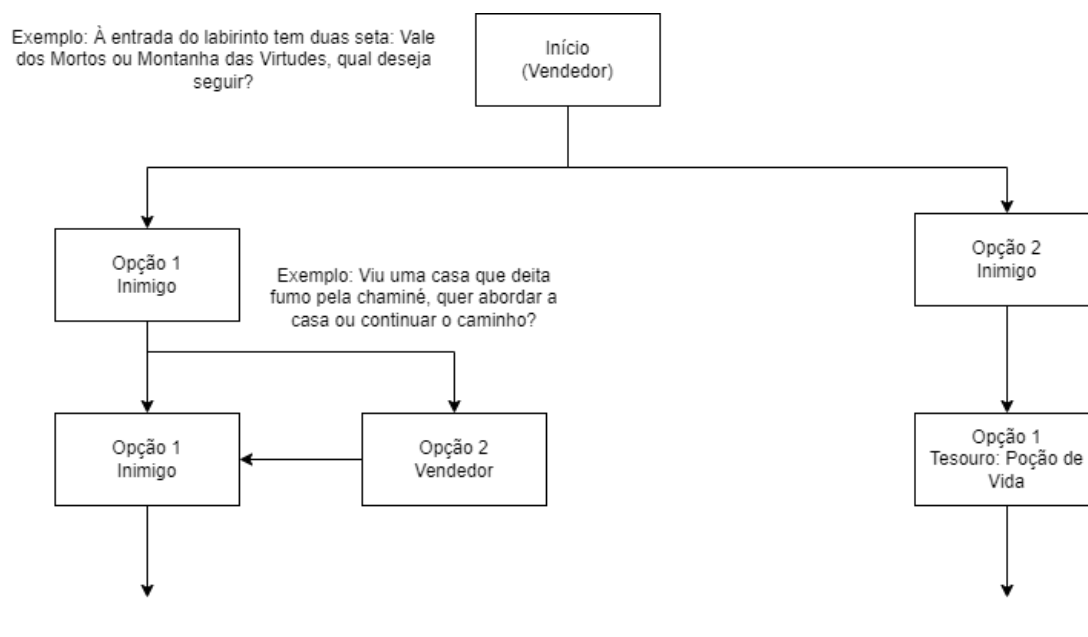 Exemplo: À entrada do labirinto tem duas seta: Vale
dos Mortos ou Montanha das Virtudes, qual deseja
seguir?
Início
(Vendedor)
Opção 1
Inimigo
Exemplo: Viu uma casa que deita
fumo pela chaminé, quer abordar a
casa ou continuar o caminho?
Opção 2
Inimigo
Opção 1
Inimigo
Opção 2
Vendedor
Opção 1
Tesouro: Poção de
Vida